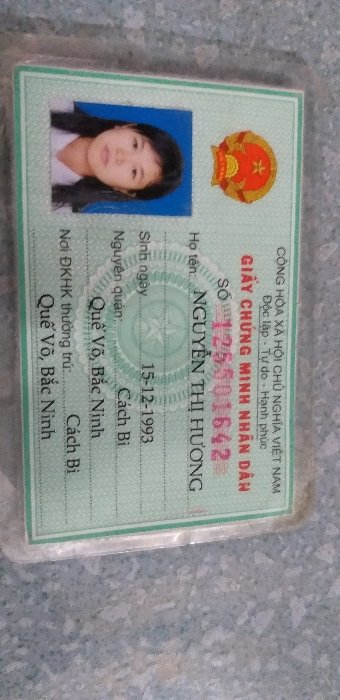 CỘNG HÒA XÃ HỘI CHỦ NGHĨA VIỆT NAM
Độc lập - Tự do - Hạnh phúc
GIẤY CHỨNG MINH NHÂN DÂN
SỐ 125501642
Họ tên: NGUYỄN THỊ HƯƠNG
Sinh ngày 15-12-1993
Nguyên quán: Cách Bi
Quế Võ, Bắc Ninh
Nơi ĐKHK thường trú: Cách Bi
Quế Võ, Bắc Ninh